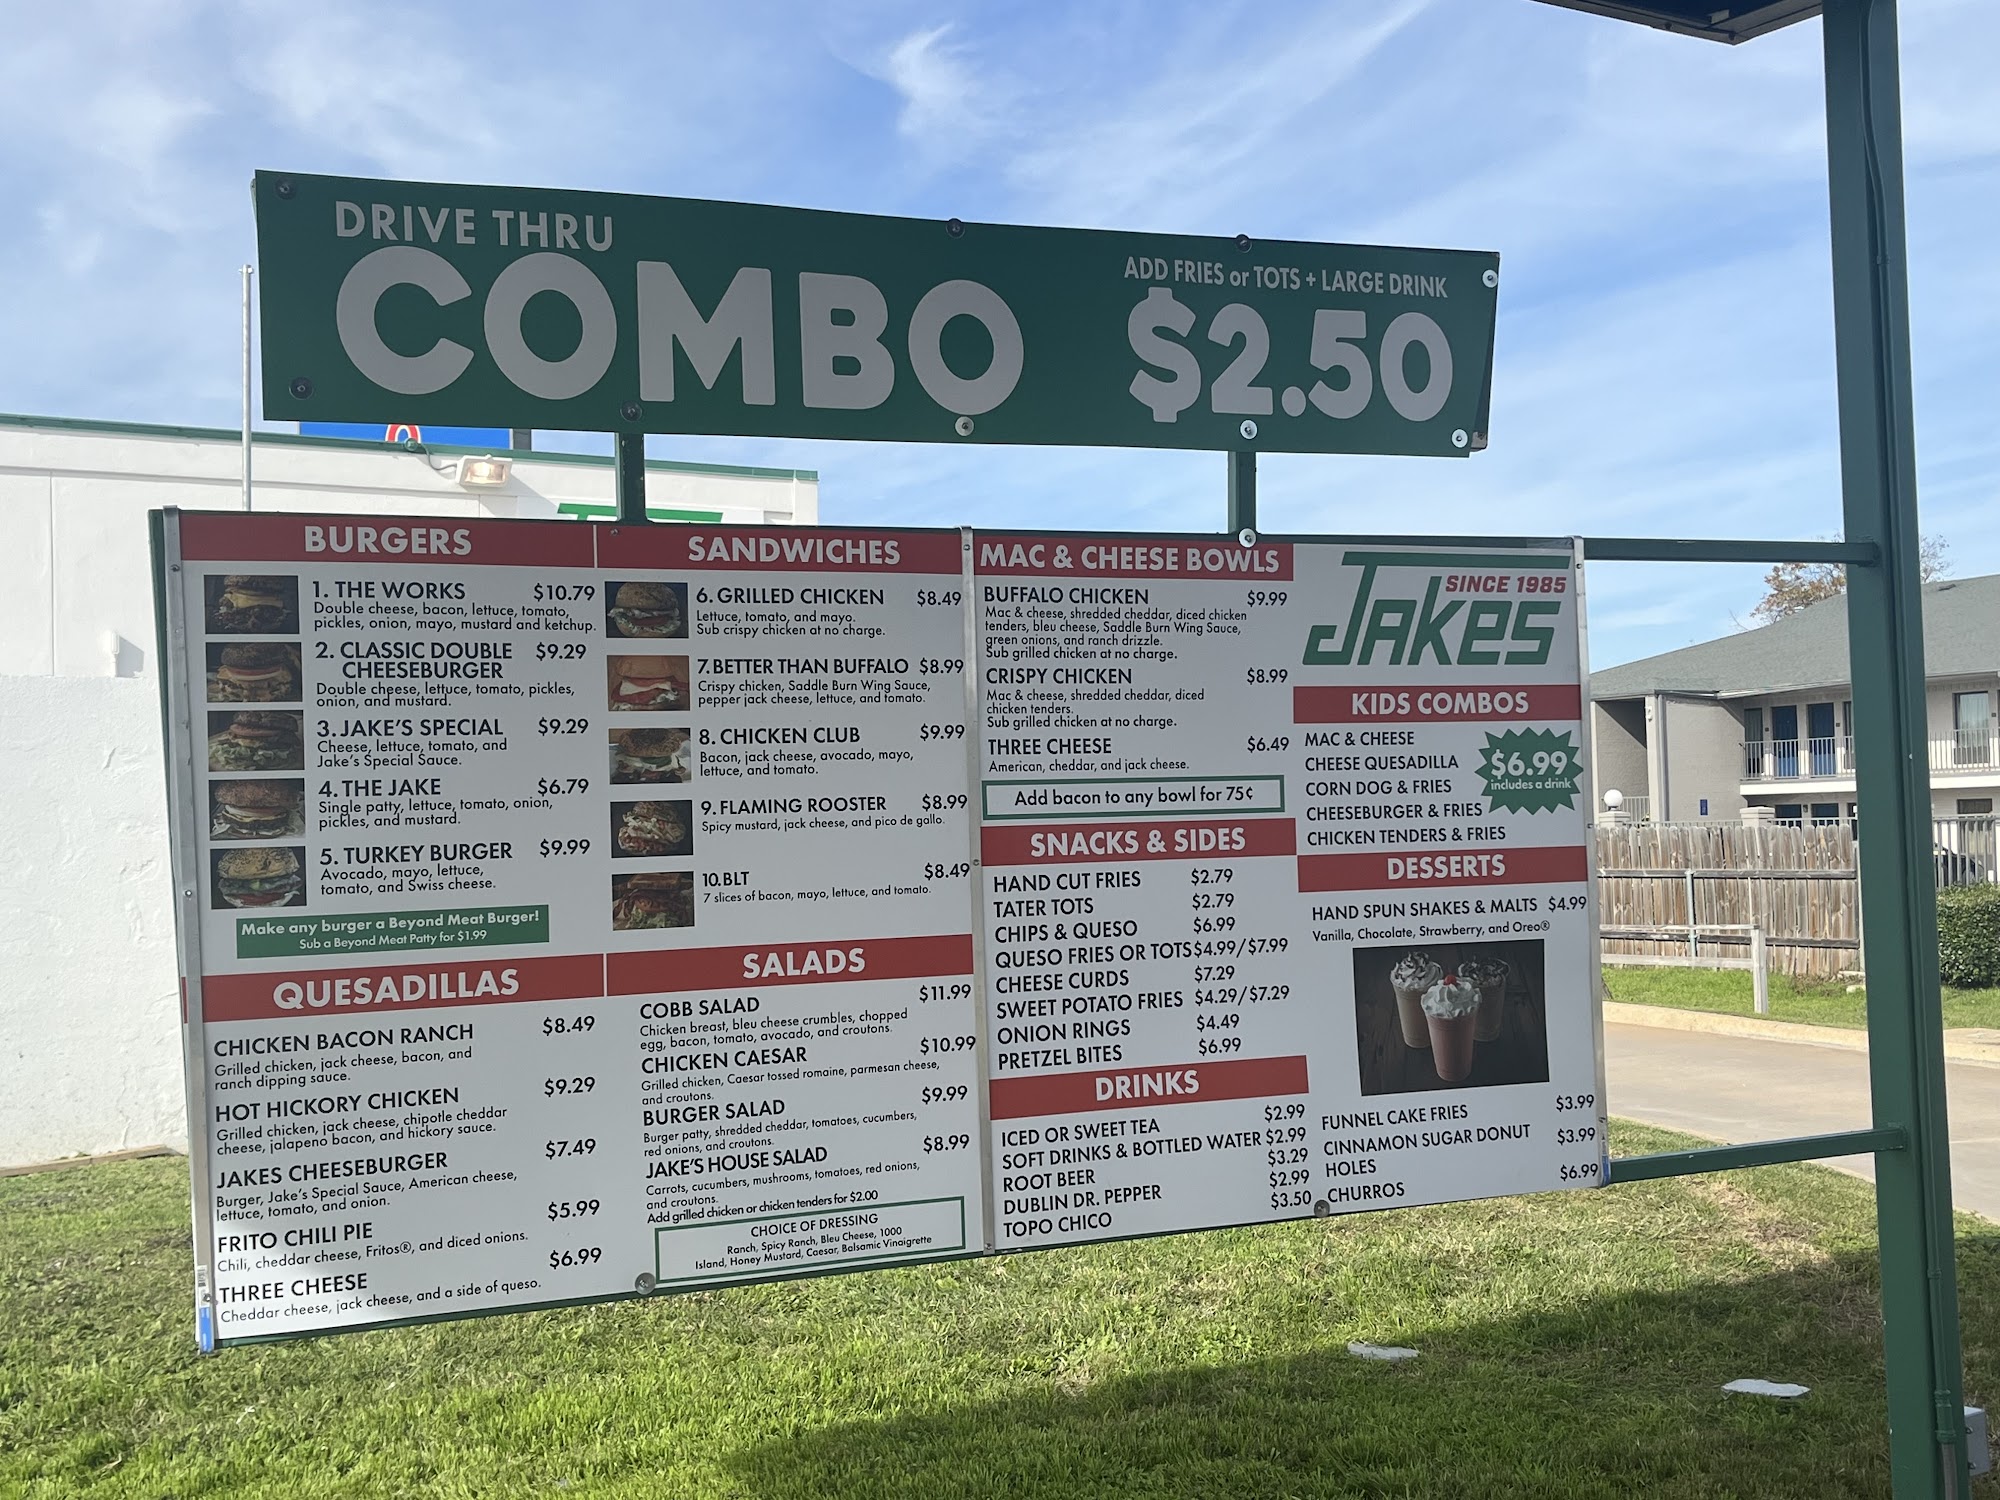 DRIVE THRU
COMBO
ADD FRIES or TOTS + LARGE DRINK
$2.50
BURGERS
1. THE WORKS $10.79
Double cheese, bacon, lettuce, tomato,
pickles, onion, mayo, mustard and ketchup.
2. CLASSIC DOUBLE $9.29
CHEESEBURGER
Double cheese, lettuce, tomato, pickles,
onion, and mustard.
3. JAKE'S SPECIAL $9.29
Cheese, lettuce, tomato, and
Jake's Special Sauce.
4. THE JAKE $6.79
Single patty, lettuce, tomato, onion,
pickles, and mustard.
5. TURKEY BURGER $9.99
Avocado, mayo, lettuce,
tomato, and Swiss cheese.
Make any burger a Beyond Meat Burger!
Sub a Beyond Meat Patty for $1.99
QUESADILLAS
CHICKEN BACON RANCH $8.49
Grilled chicken, jack cheese, bacon, and
ranch dipping sauce.
HOT HICKORY CHICKEN $9.29
Grilled chicken, jack cheese, chipotle cheddar
cheese, jalapeno bacon, and hickory sauce.
JAKES CHEESEBURGER $7.49
Burger, Jake's Special Sauce, American cheese,
lettuce, tomato, and onion.
FRITO CHILI PIE $5.99
Chili, cheddar cheese, Fritos®, and diced onions.
THREE CHEESE $6.99
Cheddar cheese, jack cheese, and a side of queso.
SANDWICHES
6. GRILLED CHICKEN $8.49
Lettuce, tomato, and mayo.
Sub crispy chicken at no charge.
7. BETTER THAN BUFFALO $8.99
Crispy chicken, Saddle Burn Wing Sauce,
pepper jack cheese, lettuce, and tomato.
8. CHICKEN CLUB $9.99
Bacon, jack cheese, avocado, mayo,
lettuce, and tomato.
9. FLAMING ROOSTER $8.99
Spicy mustard, jack cheese, and pico de gallo.
10. BLT $8.49
7 slices of bacon, mayo, lettuce, and tomato.
SALADS
COBB SALAD $11.99
Chicken breast, bleu cheese crumbles, chopped
egg, bacon, tomato, avocado, and croutons.
CHICKEN CAESAR $10.99
Grilled chicken, Caesar tossed romaine, parmesan cheese,
and croutons.
BURGER SALAD $9.99
Burger patty, shredded cheddar, tomatoes, cucumbers,
red onions, and croutons.
JAKE'S HOUSE SALAD $8.99
Carrots, cucumbers, mushrooms, tomatoes, red onions,
and croutons.
Add grilled chicken or chicken tenders for $2.00
CHOICE OF DRESSING
Ranch, Spicy Ranch, Bleu Cheese, 1000
Island, Honey Mustard, Caesar, Balsamic Vinaigrette
MAC & CHEESE BOWLS
BUFFALO CHICKEN $9.99
Mac & cheese, shredded cheddar, diced chicken
tenders, bleu cheese, Saddle Burn Wing Sauce,
green onions, and ranch drizzle.
Sub grilled chicken at no charge.
CRISPY CHICKEN $8.99
Mac & cheese, shredded cheddar, diced
chicken tenders.
Sub grilled chicken at no charge.
THREE CHEESE $6.49
American, cheddar, and jack cheese.
Add bacon to any bowl for 75¢
SNACKS & SIDES
HAND CUT FRIES $2.79
TATER TOTS $2.79
CHIPS & QUESO $6.99
QUESO FRIES OR TOTS $4.99/$7.99
CHEESE CURDS $7.29
SWEET POTATO FRIES $4.29/$7.29
ONION RINGS $4.49
PRETZEL BITES $6.99
DRINKS
ICED OR SWEET TEA $2.99
SOFT DRINKS & BOTTLED WATER $2.99
ROOT BEER $3.29
DUBLIN DR. PEPPER $2.99
TOPO CHICO $3.50
JAKES
SINCE 1985
KIDS COMBOS
MAC & CHEESE
CHEESE QUESADILLA
CORN DOG & FRIES
CHEESEBURGER & FRIES
CHICKEN TENDERS & FRIES
$6.99
includes a drink
DESSERTS
HAND SPUN SHAKES & MALTS $4.99
Vanilla, Chocolate, Strawberry, and Oreo®
FUNNEL CAKE FRIES $3.99
CINNAMON SUGAR DONUT $3.99
HOLES
CHURROS $6.99